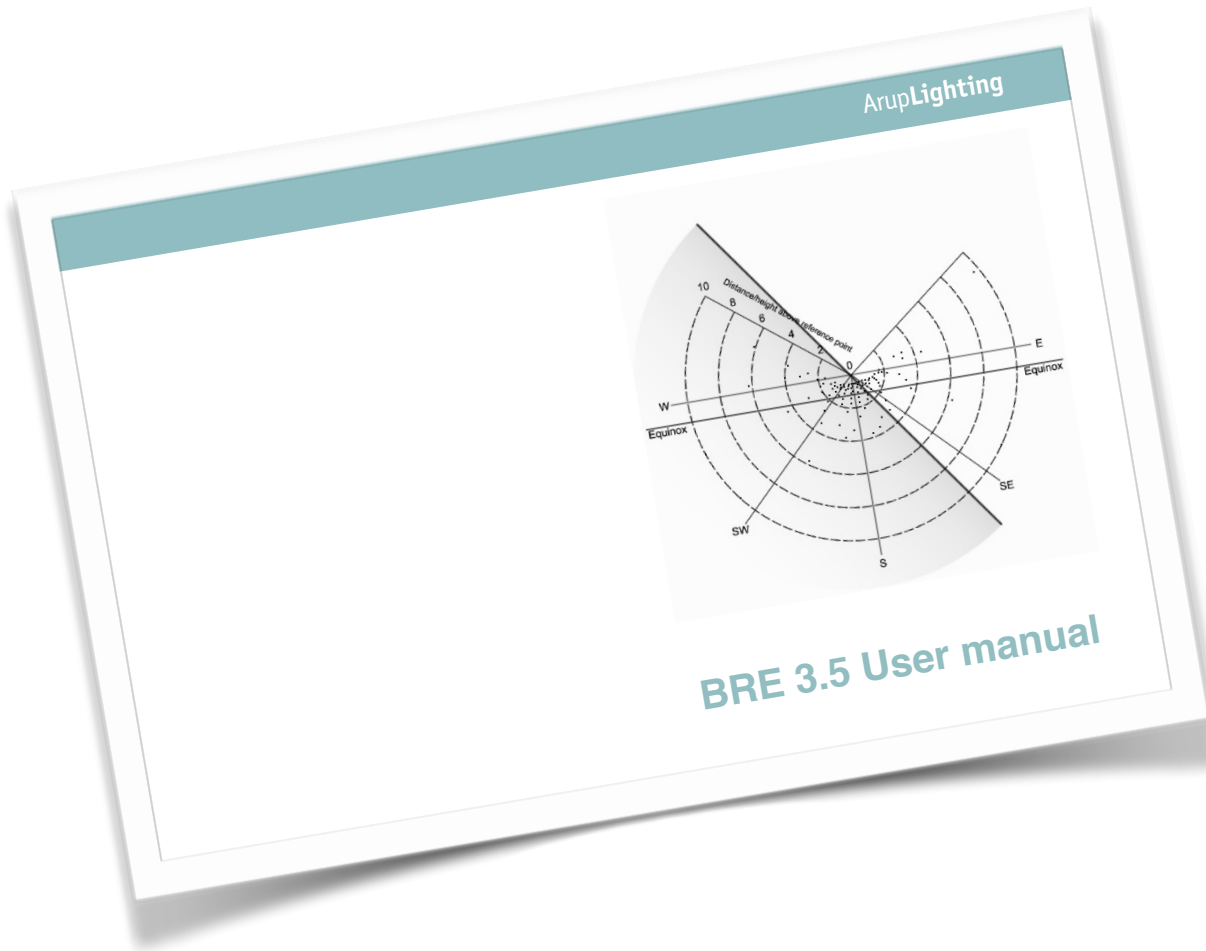 ArupLighting
10
8
6
4
2
0
Distance/height above reference point
E
Equinox
W
Equinox
SE
SW
S
BRE 3.5 User manual